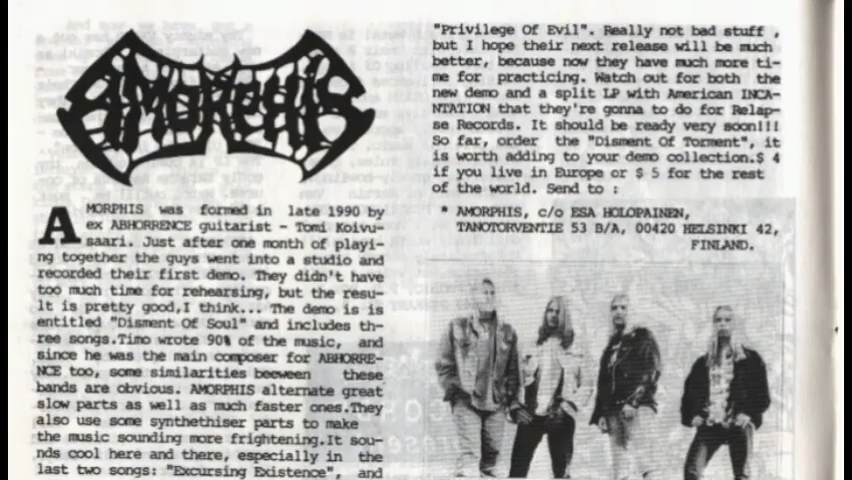 AMORPHIS
AMORPHIS was formed in late 1990 by
ex ABHORRENCE guitarist - Tomi Koivu-
saari. Just after one month of playi-
ng together the guys went into a studio and
recorded their first demo. They didn't have
too much time for rehearsing, but the resu-
lt is pretty good,I think... The demo is is
entitled "Disment Of Soul" and includes th-
ree songs.Timo wrote 90% of the music, and
since he was the main composer for ABHORRE-
NCE too, some similarities beeween these
bands are obvious. AMORPHIS alternate great
slow parts as well as much faster ones.They
also use some synthethiser parts to make
the music sounding more frightening.It sou-
nds cool here and there, especially in the
last two songs: "Excursing Existence", and
"Privilege Of Evil". Really not bad stuff ,
but I hope their next release will be much
better, because now they have much more ti-
me for practicing. Watch out for both the
new demo and a split LP with American INCA-
NTATION that they're gonna to do for Relap-
se Records. It should be ready very soon!!!
So far, order the "Disment Of Torment", it
is worth adding to your demo collection.$ 4
if you live in Europe or $ 5 for the rest
of the world. Send to :
* AMORPHIS, c/o ESA HOLOPAINEN,
TANOTORVENTIE 53 B/A, 00420 HELSINKI 42,
FINLAND.